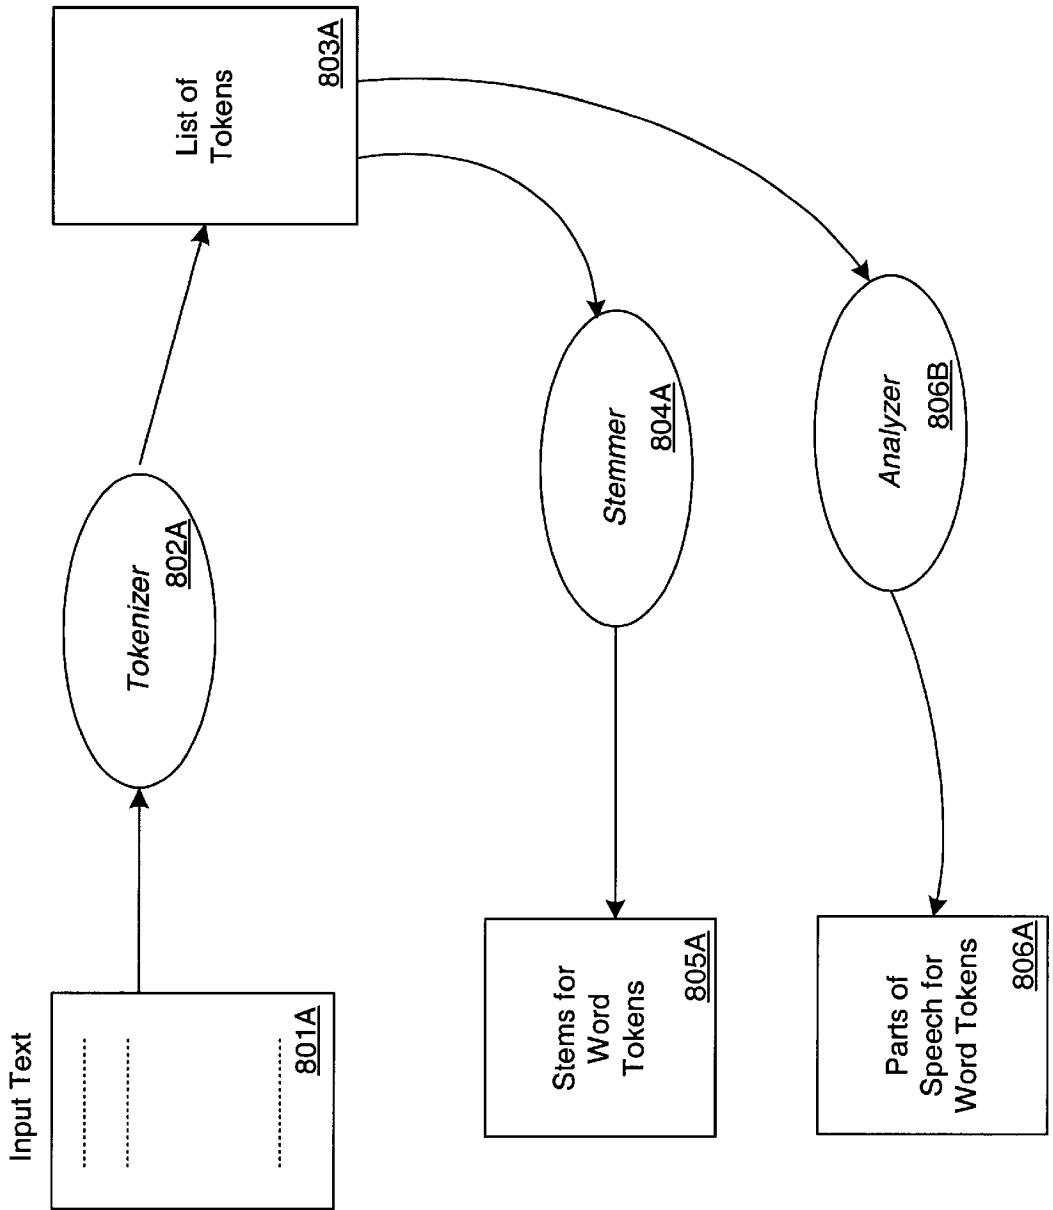 Input Text
801A
Tokenizer
802A
List of
Tokens
803A
Stems for
Word
Tokens
805A
Stemmer
804A
Parts of
Speech for
Word Tokens
806A
Analyzer
806B